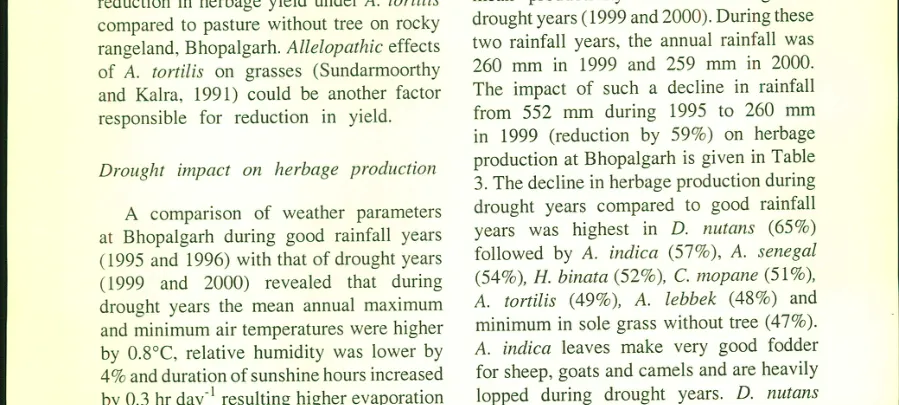 reduction in herbage yield under A. tortilis
compared to pasture without tree on rocky
rangeland, Bhopalgarh. Allelopathic effects
of A. tortilis on grasses (Sundarmoorthy
and Kalra, 1991) could be another factor
responsible for reduction in yield.
Drought impact on herbage production
A comparison of weather parameters
at Bhopalgarh during good rainfall years
(1995 and 1996) with that of drought years
(1999 and 2000) revealed that during
drought years the mean annual maximum
and minimum air temperatures were higher
by 0.8°C, relative humidity was lower by
4% and duration of sunshine hours increased
by 0.3 hr day⁻¹ resulting higher evaporation
drought years (1999 and 2000). During these
two rainfall years, the annual rainfall was
260 mm in 1999 and 259 mm in 2000.
The impact of such a decline in rainfall
from 552 mm during 1995 to 260 mm
in 1999 (reduction by 59%) on herbage
production at Bhopalgarh is given in Table
3. The decline in herbage production during
drought years compared to good rainfall
years was highest in D. nutans (65%)
followed by A. indica (57%), A. senegal
(54%), H. binata (52%), C. mopane (51%),
A. tortilis (49%), A. lebbek (48%) and
minimum in sole grass without tree (47%).
A. indica leaves make very good fodder
for sheep, goats and camels and are heavily
lopped during drought years. D. nutans